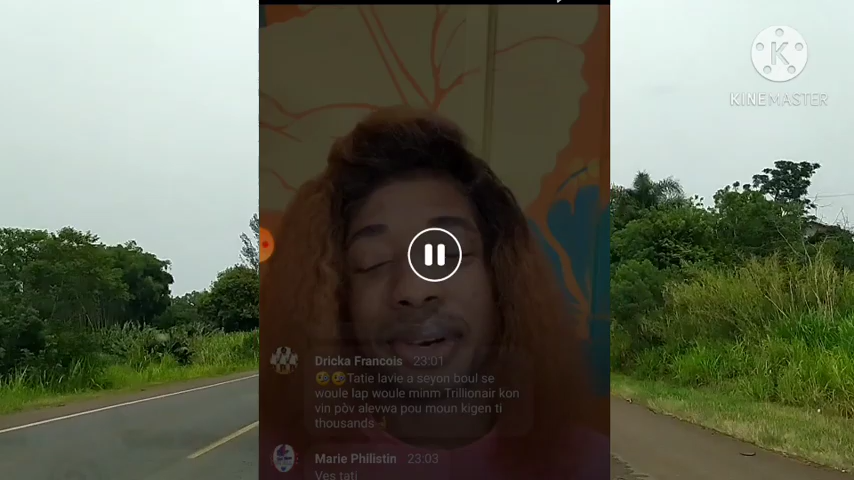 K
KINEMASTER
Dricka Francois 23:01
🤣🤣Tatie lavie a seyon boul se
woule lap woule minm Trillionair kon
vin pòv alevwa pou moun kigen ti
thousands
Marie Philistin 23:03
Yes tati